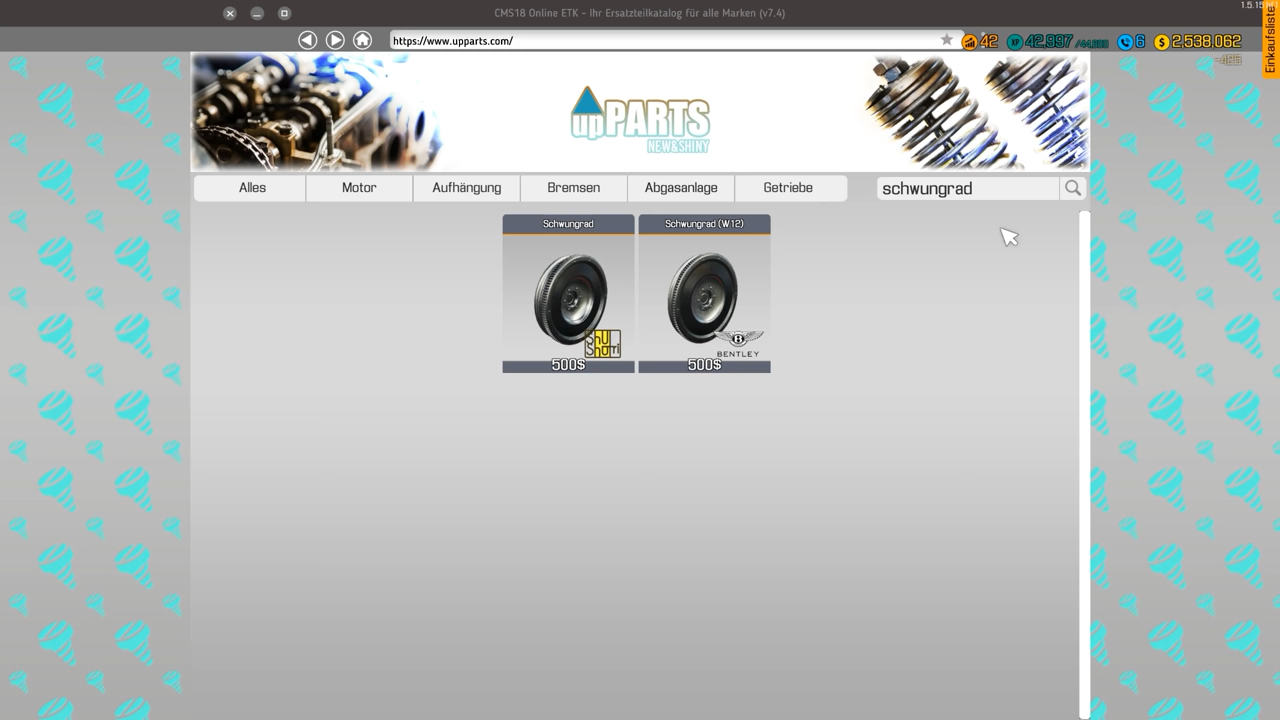 1.5.15
CMS18 Online ETK - Ihr Ersatzteilkatalog für alle Marken (v7.4)
Einkaufsliste
https://www.upparts.com/
42
XP 42,997
6
$ 2,538,062
upPARTS
NEW&SHINY
Alles
Motor
Aufhängung
Bremsen
Abgasanlage
Getriebe
schwungrad
Schwungrad
Schwungrad (W12)
BENTLEY
500$
500$